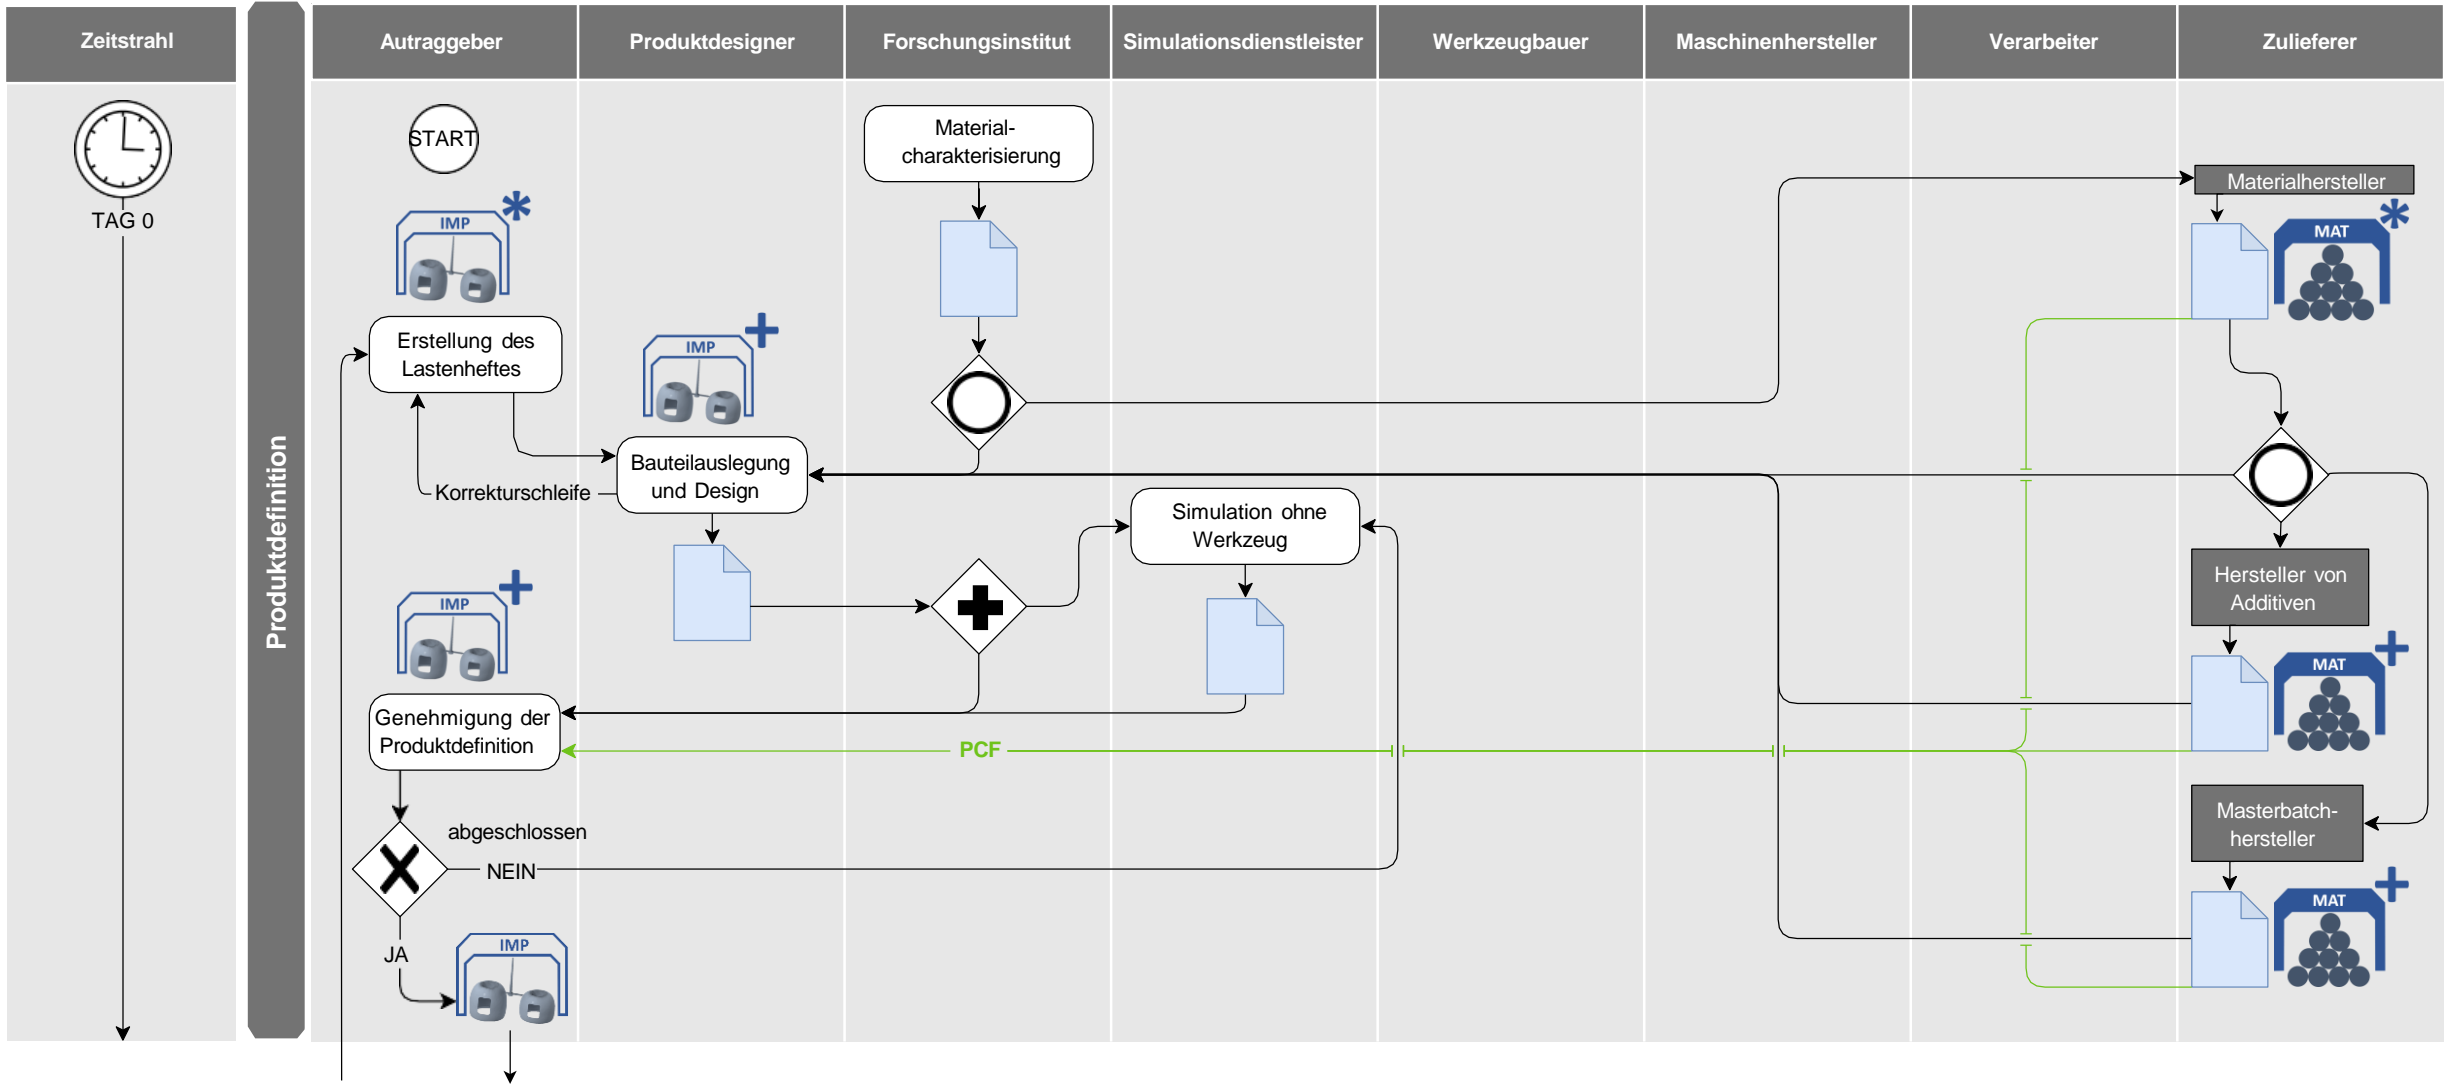 Zeitstrahl
Autraggeber
Produktdesigner
Forschungsinstitut
Simulationsdienstleister
Werkzeugbauer
Maschinenhersteller
Verarbeiter
Zulieferer
TAG 0
Produktdefinition
START
Material-
charakterisierung
Materialhersteller
IMP
MAT
Erstellung des
Lastenheftes
IMP
Bauteilauslegung
und Design
Korrekturschleife
Simulation ohne
Werkzeug
Hersteller von
Additiven
IMP
MAT
Genehmigung der
Produktdefinition
PCF
Masterbatch-
hersteller
abgeschlossen
NEIN
MAT
JA
IMP